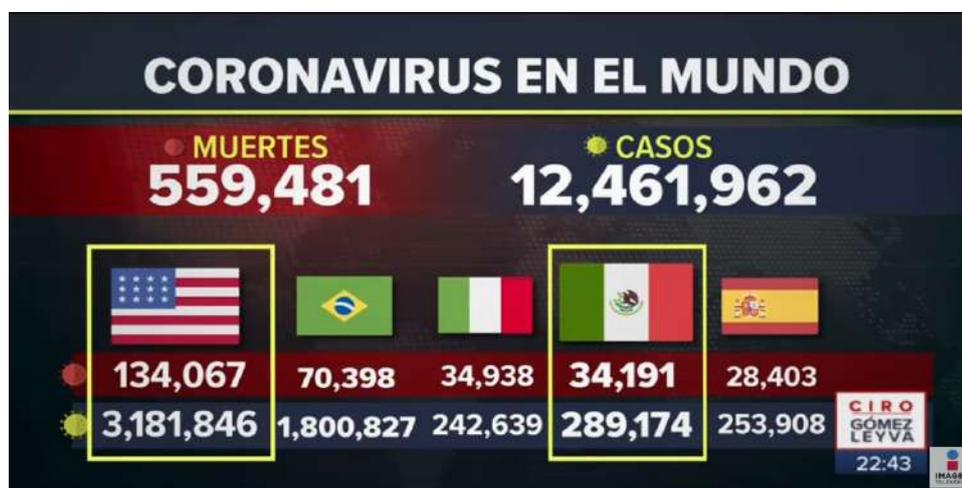 CORONAVIRUS EN EL MUNDO
MUERTES
559,481
CASOS
12,461,962
134,067 70,398 34,938 34,191 28,403
3,181,846 1,800,827 242,639 289,174 253,908
CIRO
GÓMEZ
LEYVA
22:43